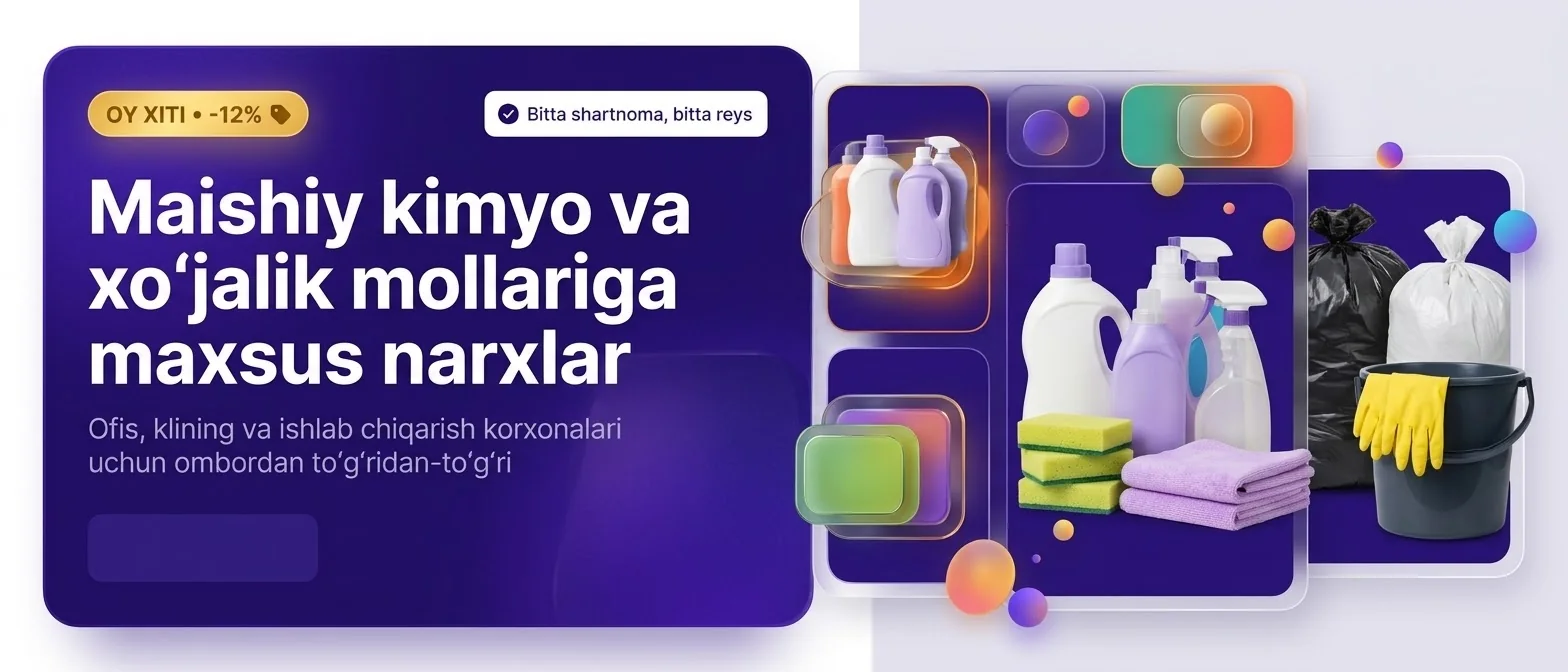 OY XITI • -12%
Bitta shartnoma, bitta reys
Maishiy kimyo va
xoʻjalik mollariga
maxsus narxlar
Ofis, klining va ishlab chiqarish korxonalari
uchun ombordan toʻgʻridan-toʻgʻri